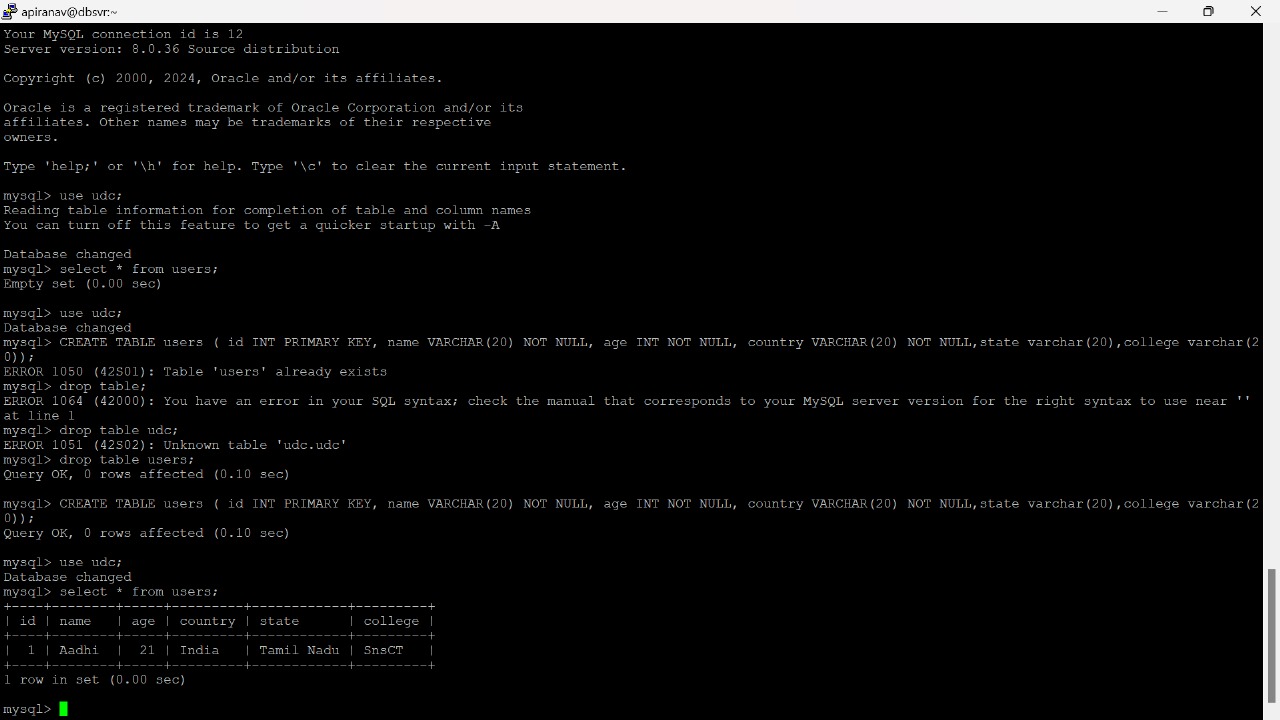 apiranav@dbsvr:~
Your MySQL connection id is 12
Server version: 8.0.36 Source distribution
Copyright (c) 2000, 2024, Oracle and/or its affiliates.
Oracle is a registered trademark of Oracle Corporation and/or its
affiliates. Other names may be trademarks of their respective
owners.
Type 'help;' or '\h' for help. Type '\c' to clear the current input statement.
mysql> use udc;
Reading table information for completion of table and column names
You can turn off this feature to get a quicker startup with -A
Database changed
mysql> select * from users;
Empty set (0.00 sec)
mysql> use udc;
Database changed
mysql> CREATE TABLE users ( id INT PRIMARY KEY, name VARCHAR(20) NOT NULL, age INT NOT NULL, country VARCHAR(20) NOT NULL,state varchar(20),college varchar(2
0));
ERROR 1050 (42S01): Table 'users' already exists
mysql> drop table;
ERROR 1064 (42000): You have an error in your SQL syntax; check the manual that corresponds to your MySQL server version for the right syntax to use near ''
at line 1
mysql> drop table udc;
ERROR 1051 (42S02): Unknown table 'udc.udc'
mysql> drop table users;
Query OK, 0 rows affected (0.10 sec)
mysql> CREATE TABLE users ( id INT PRIMARY KEY, name VARCHAR(20) NOT NULL, age INT NOT NULL, country VARCHAR(20) NOT NULL,state varchar(20),college varchar(2
0));
Query OK, 0 rows affected (0.10 sec)
mysql> use udc;
Database changed
mysql> select * from users;
+----+--------+-----+---------+------------+---------+
| id | name   | age | country | state      | college |
+----+--------+-----+---------+------------+---------+
|  1 | Aadhi  |  21 | India   | Tamil Nadu | SnsCT   |
+----+--------+-----+---------+------------+---------+
1 row in set (0.00 sec)
mysql>